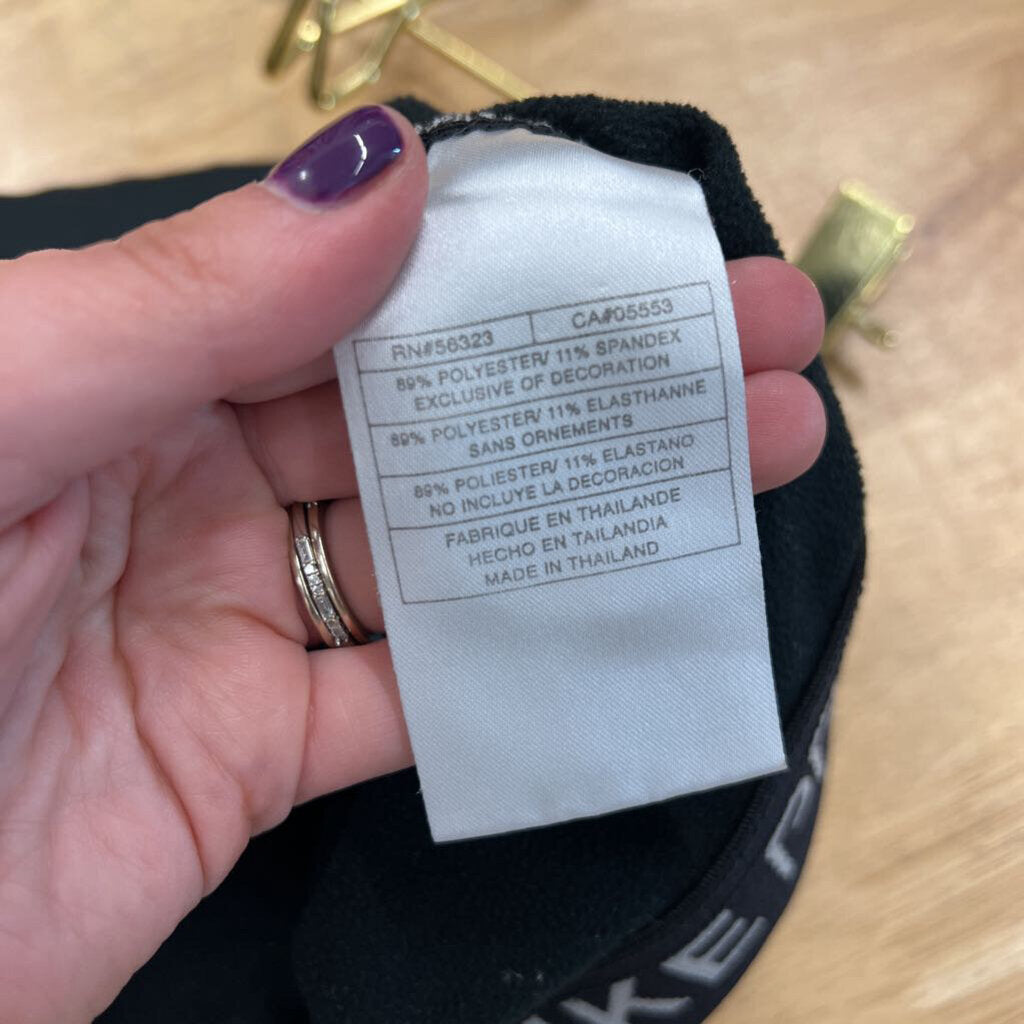 RN#56323 CA#05553
89% POLYESTER/ 11% SPANDEX
EXCLUSIVE OF DECORATION
89% POLYESTER/ 11% ELASTHANNE
SANS ORNEMENTS
89% POLIESTER/ 11% ELASTANO
NO INCLUYE LA DECORACION
FABRIQUE EN THAILANDE
HECHO EN TAILANDIA
MADE IN THAILAND
KE